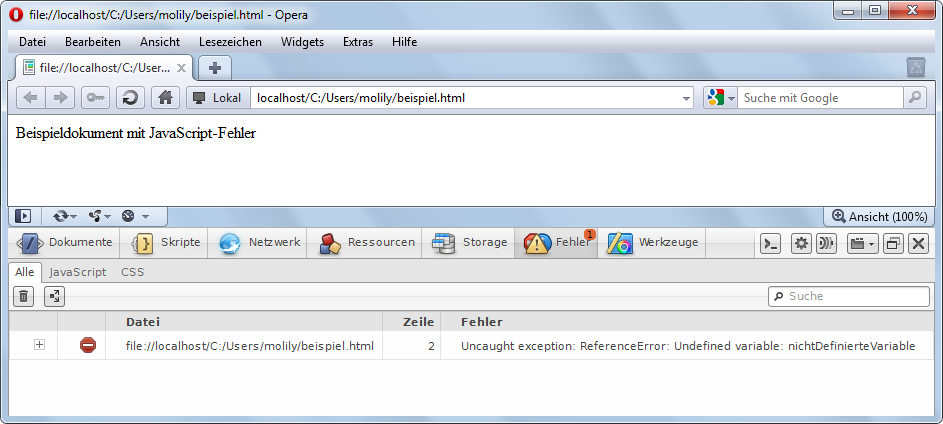 file://localhost/C:/Users/molily/beispiel.html - Opera
Datei Bearbeiten Ansicht Lesezeichen Widgets Extras Hilfe
file://localhost/C:/User...
Lokal localhost/C:/Users/molily/beispiel.html Suche mit Google
Beispieldokument mit JavaScript-Fehler
Ansicht (100%)
Dokumente Skripte Netzwerk Ressourcen Storage Fehler 1 Werkzeuge
Alle JavaScript CSS
Suche
Datei Zeile Fehler
file://localhost/C:/Users/molily/beispiel.html 2 Uncaught exception: ReferenceError: Undefined variable: nichtDefinierteVariable